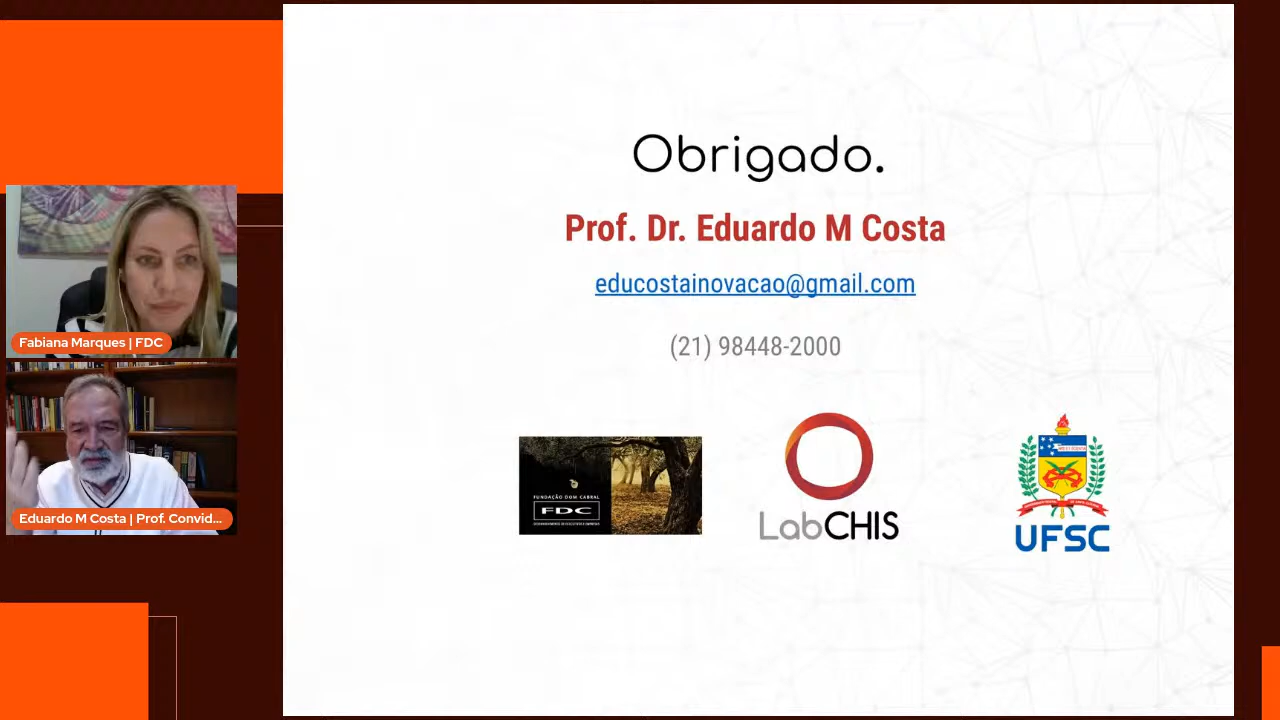 Obrigado.
Prof. Dr. Eduardo M Costa
educostainovacao@gmail.com
(21) 98448-2000
Fabiana Marques | FDC
Eduardo M Costa | Prof. Convid...
FUNDAÇÃO DOM CABRAL
FDC
LabCHIS
UFSC